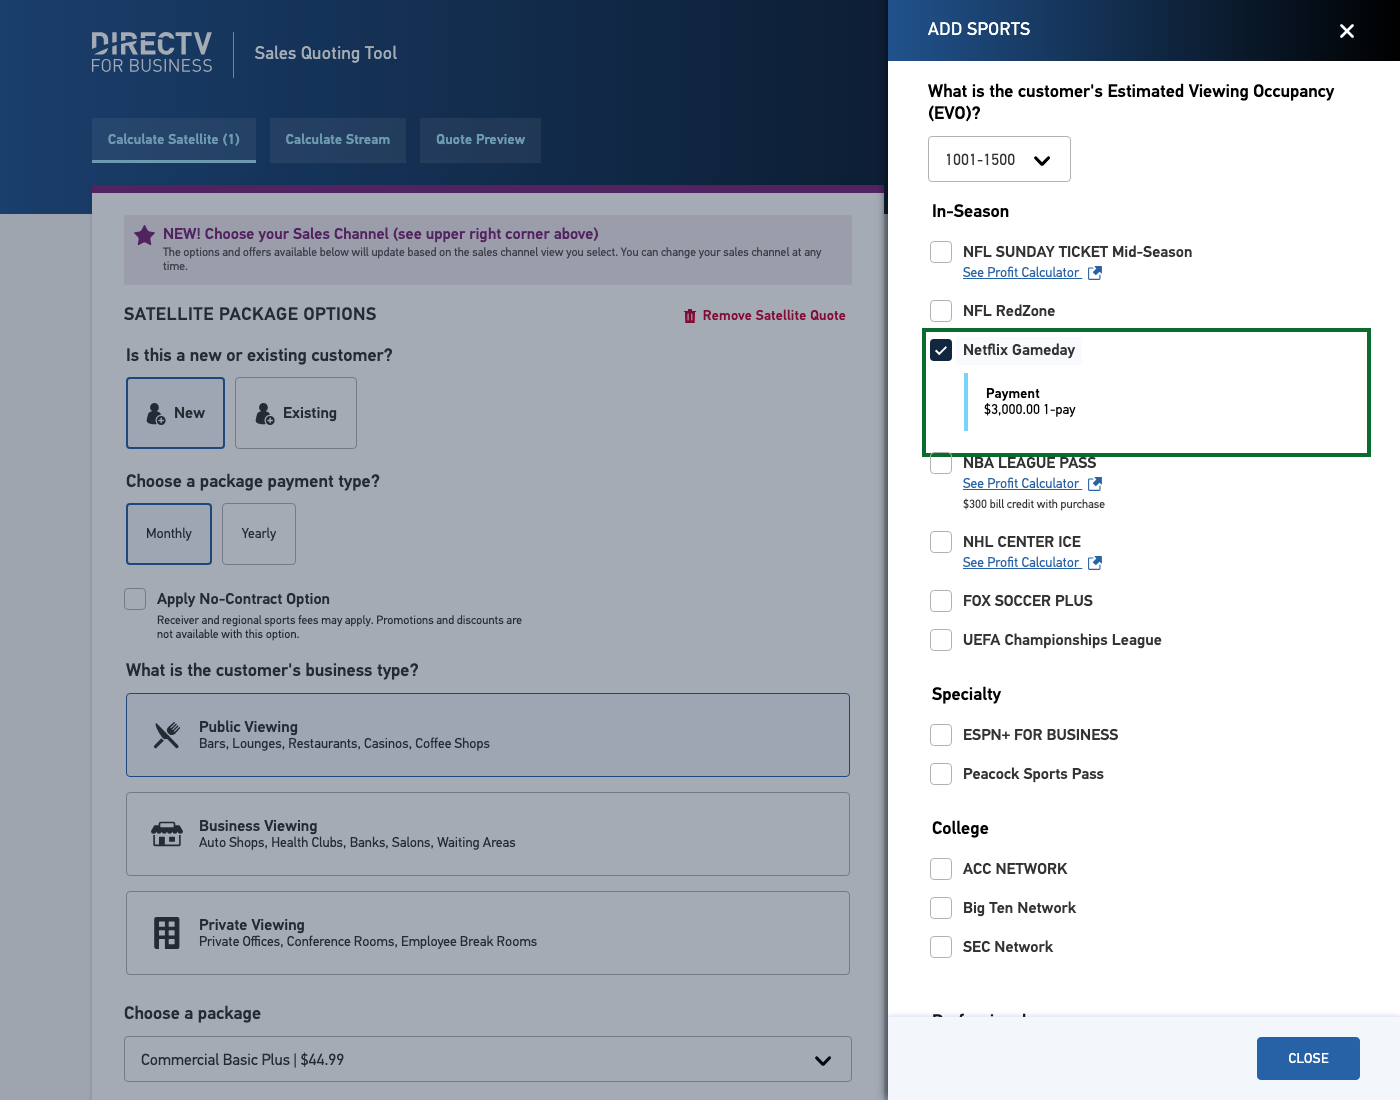 DIRECTV
FOR BUSINESS
Sales Quoting Tool
Calculate Satellite (1)
Calculate Stream
Quote Preview
NEW! Choose your Sales Channel (see upper right corner above)
The options and offers available below will update based on the sales channel view you select. You can change your sales channel at any
time.
SATELLITE PACKAGE OPTIONS
Remove Satellite Quote
Is this a new or existing customer?
New
Existing
Choose a package payment type?
Monthly
Yearly
Apply No-Contract Option
Receiver and regional sports fees may apply. Promotions and discounts are
not available with this option.
What is the customer's business type?
Public Viewing
Bars, Lounges, Restaurants, Casinos, Coffee Shops
Business Viewing
Auto Shops, Health Clubs, Banks, Salons, Waiting Areas
Private Viewing
Private Offices, Conference Rooms, Employee Break Rooms
Choose a package
Commercial Basic Plus | $44.99
ADD SPORTS
What is the customer's Estimated Viewing Occupancy
(EVO)?
1001-1500
In-Season
NFL SUNDAY TICKET Mid-Season
See Profit Calculator
NFL RedZone
Netflix Gameday
Payment
$3,000.00 1-pay
NBA LEAGUE PASS
See Profit Calculator
$300 bill credit with purchase
NHL CENTER ICE
See Profit Calculator
FOX SOCCER PLUS
UEFA Championships League
Specialty
ESPN+ FOR BUSINESS
Peacock Sports Pass
College
ACC NETWORK
Big Ten Network
SEC Network
CLOSE